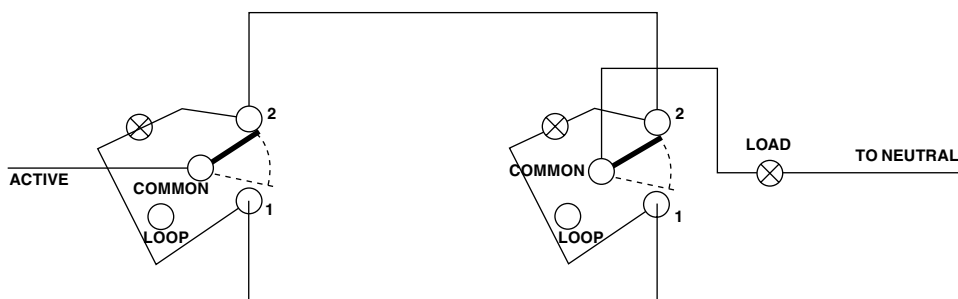 2
2
LOAD
TO NEUTRAL
ACTIVE
COMMON
COMMON
1
1
LOOP
LOOP